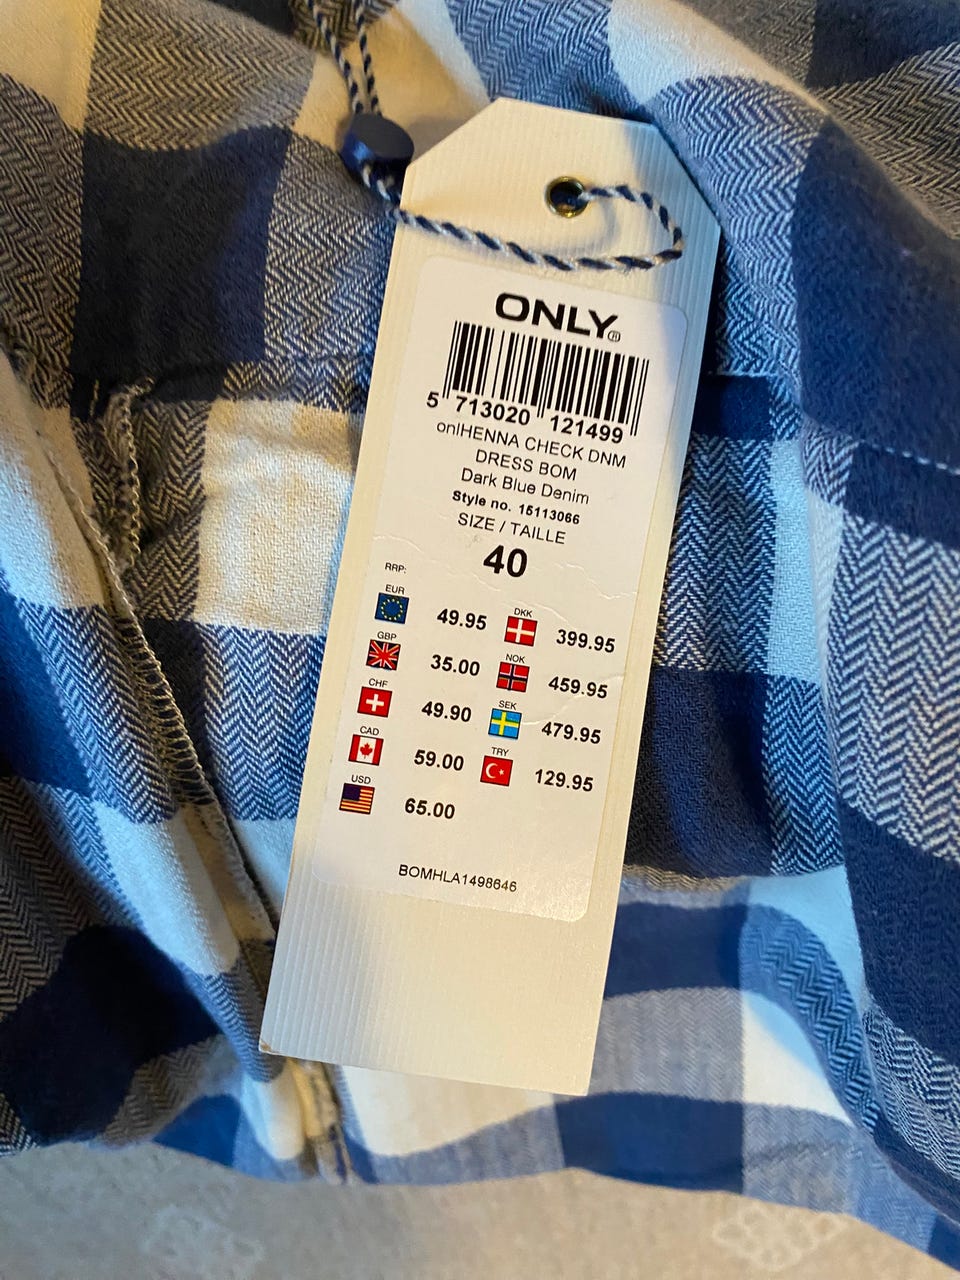 ONLY®
5 713020 121499
onlHENNA CHECK DNM
DRESS BOM
Dark Blue Denim
Style no. 15113066
SIZE / TAILLE
40
RRP:
EUR 49.95 DKK 399.95
GBP 35.00 NOK 459.95
CHF 49.90 SEK 479.95
CAD 59.00 TRY 129.95
USD 65.00
BOMHLA1498646